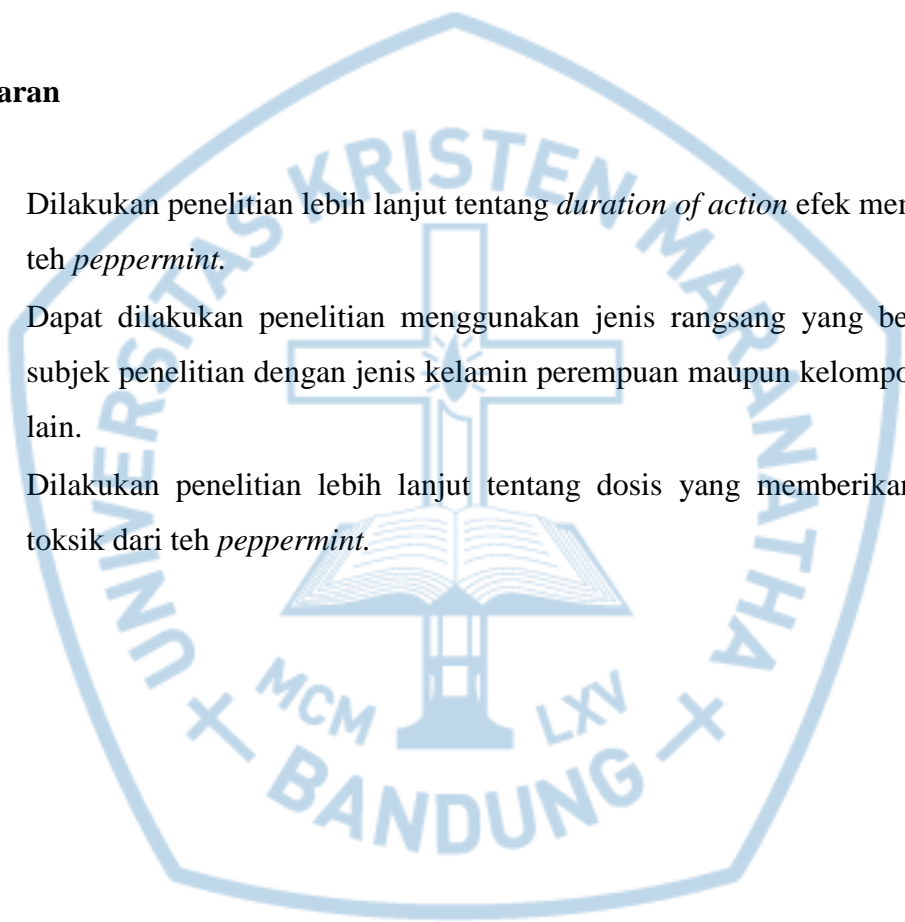 aran
Dilakukan penelitian lebih lanjut tentang duration of action efek mer
teh peppermint.
Dapat dilakukan penelitian menggunakan jenis rangsang yang be
subjek penelitian dengan jenis kelamin perempuan maupun kelompo
lain.
Dilakukan penelitian lebih lanjut tentang dosis yang memberikan
toksik dari teh peppermint.
UNIVERSITAS KRISTEN MARANATHA
MCM LXV
BANDUNG